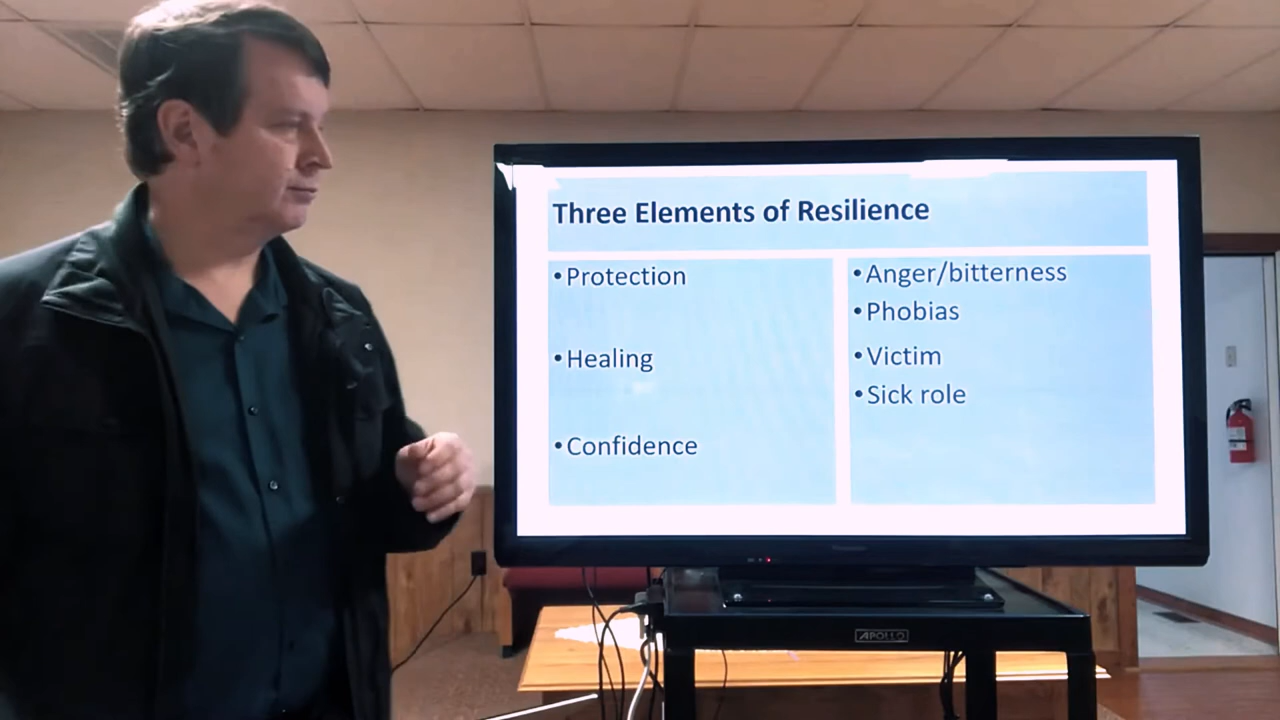 Three Elements of Resilience
• Protection
• Healing
• Confidence
• Anger/bitterness
• Phobias
• Victim
• Sick role
APOLLO